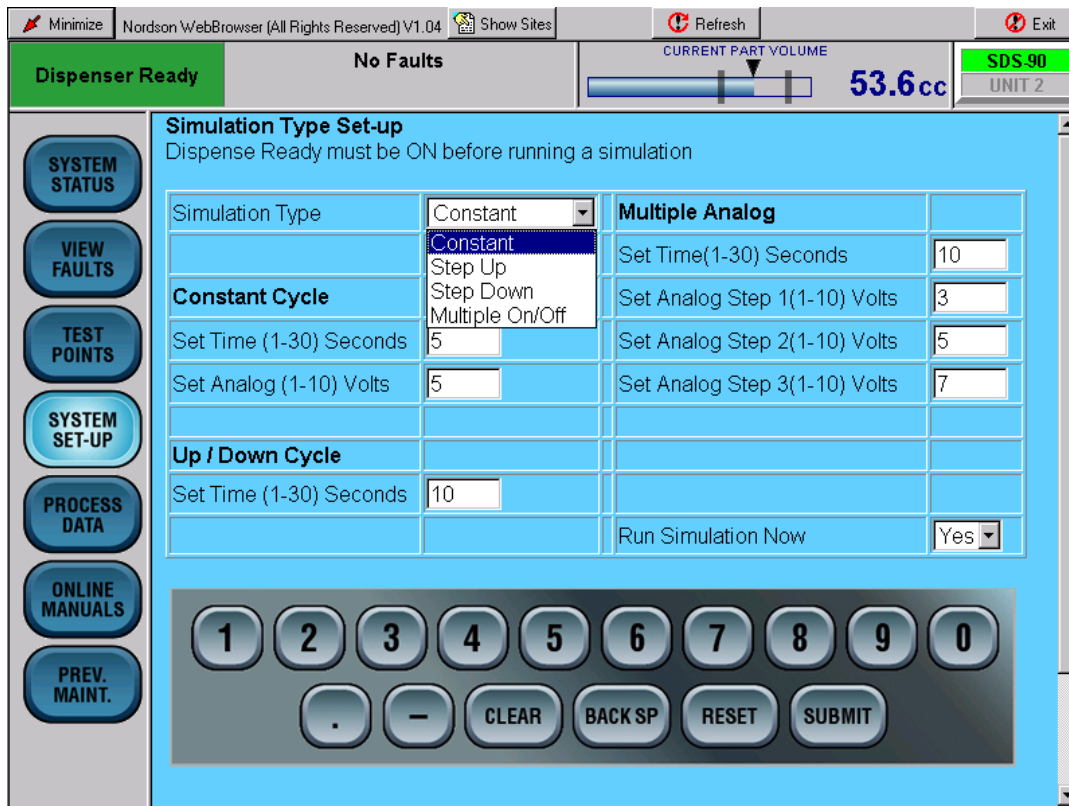 Minimize Nordson WebBrowser (All Rights Reserved) V1.04 Show Sites Refresh Exit
Dispenser Ready
No Faults
CURRENT PART VOLUME
53.6cc
SDS-90
UNIT 2
SYSTEM
STATUS
VIEW
FAULTS
TEST
POINTS
SYSTEM
SET-UP
PROCESS
DATA
ONLINE
MANUALS
PREV.
MAINT.
Simulation Type Set-up
Dispense Ready must be ON before running a simulation
Simulation Type Constant
Constant
Step Up
Step Down
Multiple On/Off
Constant Cycle
Set Time (1-30) Seconds 5
Set Analog (1-10) Volts 5
Up / Down Cycle
Set Time (1-30) Seconds 10
Multiple Analog
Set Time(1-30) Seconds 10
Set Analog Step 1(1-10) Volts 3
Set Analog Step 2(1-10) Volts 5
Set Analog Step 3(1-10) Volts 7
Run Simulation Now Yes
1 2 3 4 5 6 7 8 9 0
. – CLEAR BACK SP RESET SUBMIT